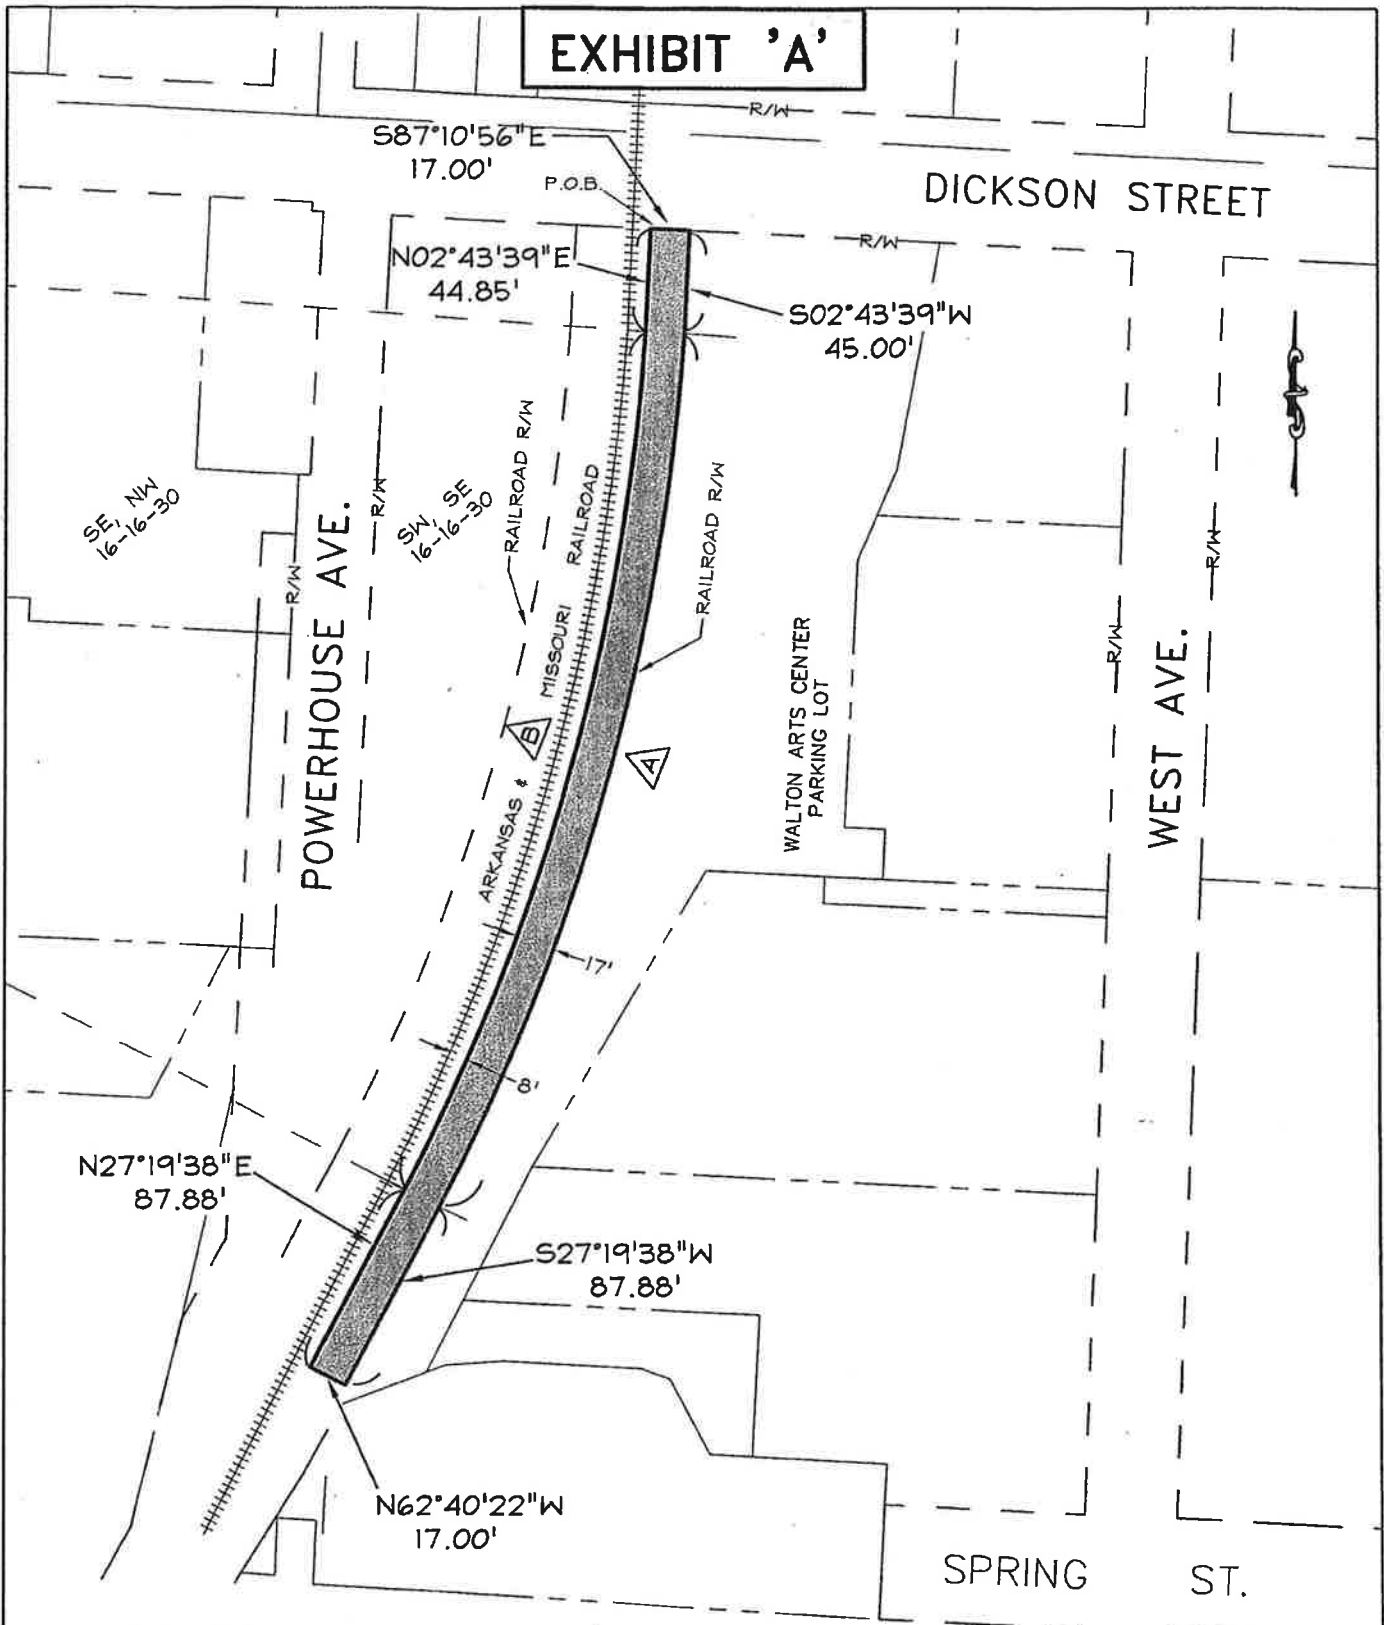 EXHIBIT 'A'
R/W
S87°10'56"E
17.00'
P.O.B.
DICKSON STREET
R/W
N02°43'39"E
44.85'
S02°43'39"W
45.00'
RAILROAD R/W
SE, NW
16-16-30
SW, SE
16-16-30
R/W
R/W
POWERHOUSE AVE.
ARKANSAS & MISSOURI RAILROAD
RAILROAD R/W
R/W
R/W
WALTON ARTS CENTER
PARKING LOT
WEST AVE.
B
A
17'
8'
N27°19'38"E
87.88'
S27°19'38"W
87.88'
N62°40'22"W
17.00'
SPRING ST.